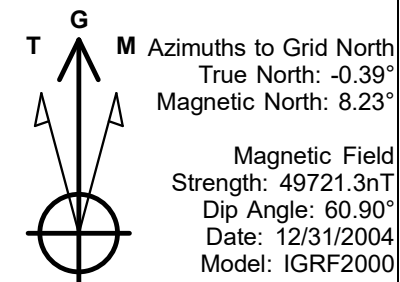 G
T M
Azimuths to Grid North
True North: -0.39°
Magnetic North: 8.23°
Magnetic Field
Strength: 49721.3nT
Dip Angle: 60.90°
Date: 12/31/2004
Model: IGRF2000